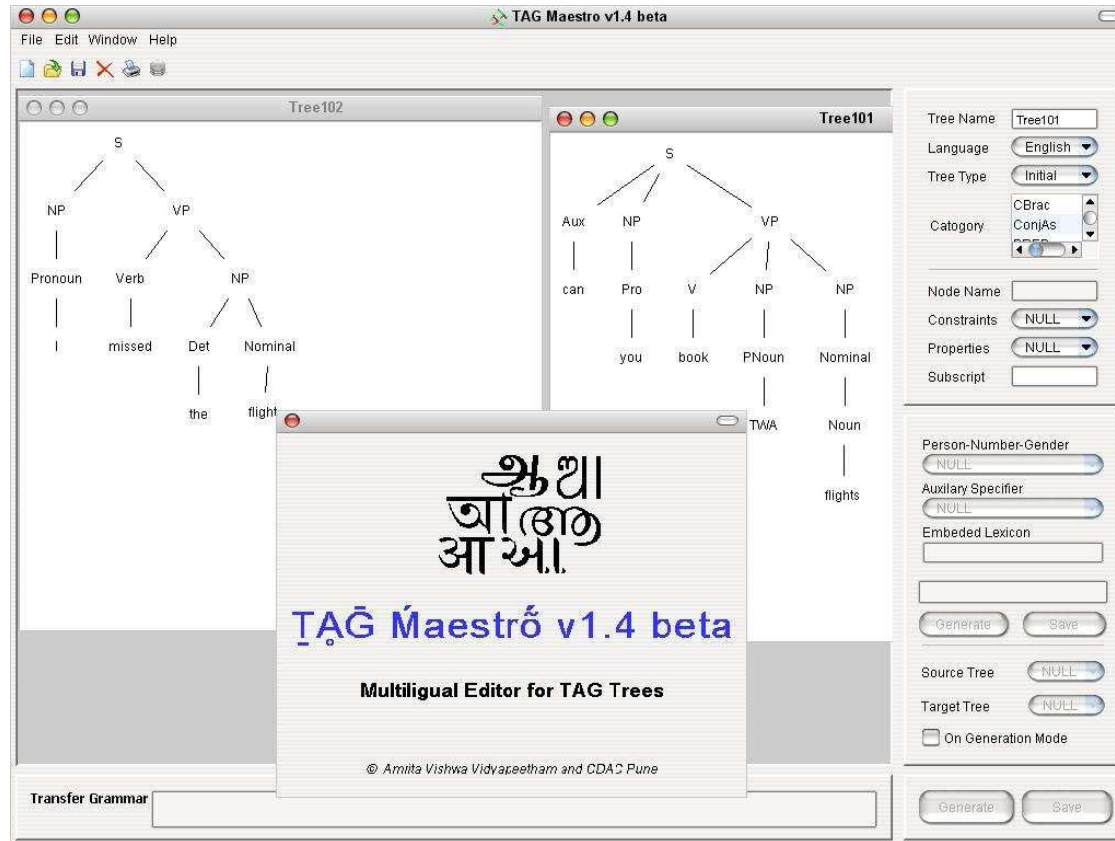 TAG Maestro v1.4 beta
File Edit Window Help
Tree102
S
NP VP
Pronoun Verb NP
I missed Det Nominal
the flight
Tree101
S
Aux NP VP
can Pro V NP NP
you book PNoun Nominal
TWA Noun
flights
ஆ ଆ
আ ആ
आ આ
ṮĄḠ Ḿaestrṍ v1.4 beta
Multiligual Editor for TAG Trees
© Amrita Vishwa Vidyapeetham and CDAC Pune
Tree Name Tree101
Language English
Tree Type Initial
Catogory CBrac
ConjAs
Node Name
Constraints NULL
Properties NULL
Subscript
Person-Number-Gender
NULL
Auxilary Specifier
NULL
Embeded Lexicon
Generate Save
Source Tree NULL
Target Tree NULL
On Generation Mode
Transfer Grammar
Generate Save